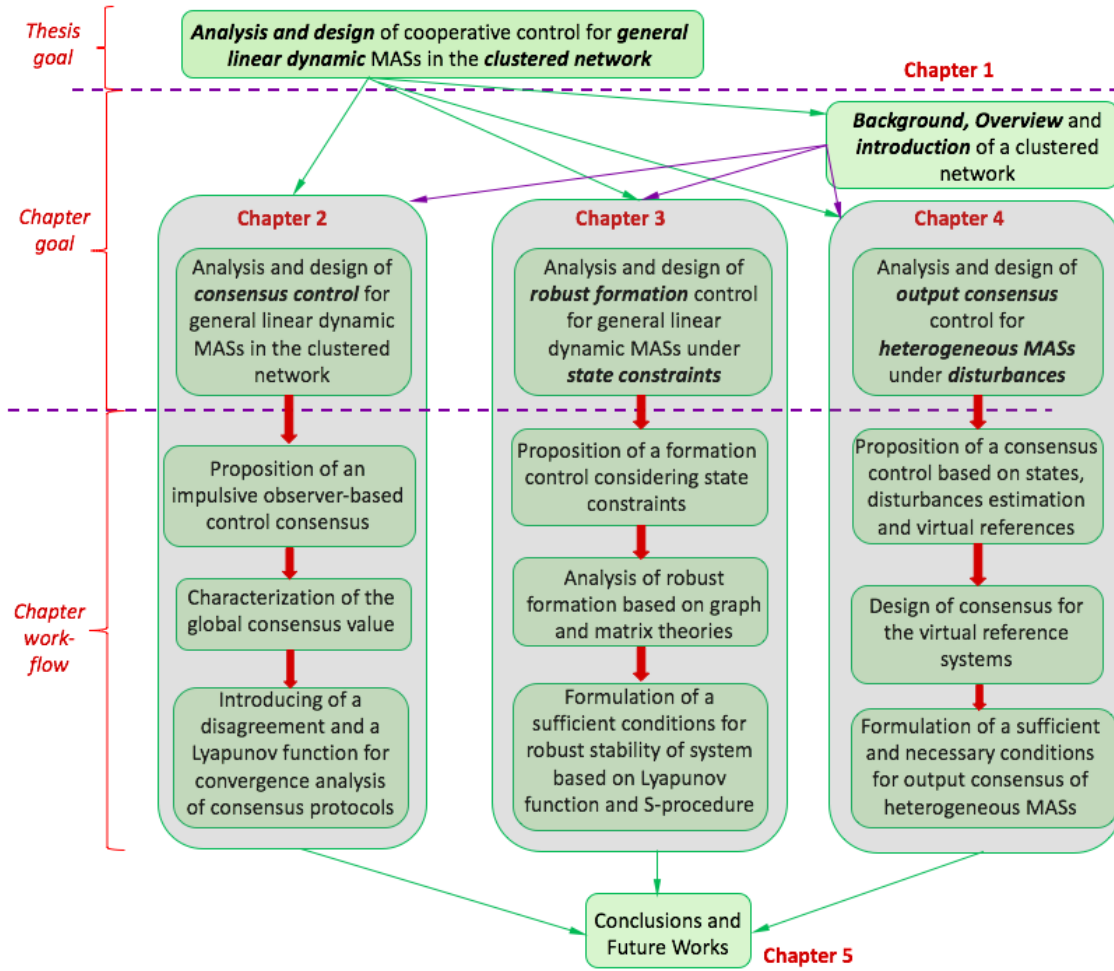 Thesis
goal
Analysis and design of cooperative control for general
linear dynamic MASs in the clustered network
Chapter 1
Background, Overview and
introduction of a clustered
network
Chapter
goal
Chapter 2
Analysis and design of
consensus control for
general linear dynamic
MASs in the clustered
network
Chapter 3
Analysis and design of
robust formation control
for general linear
dynamic MASs under
state constraints
Chapter 4
Analysis and design of
output consensus
control for
heterogeneous MASs
under disturbances
Chapter
work-
flow
Proposition of an
impulsive observer-based
control consensus
Characterization of the
global consensus value
Introducing of a
disagreement and a
Lyapunov function for
convergence analysis
of consensus protocols
Proposition of a formation
control considering state
constraints
Analysis of robust
formation based on graph
and matrix theories
Formulation of a
sufficient conditions for
robust stability of system
based on Lyapunov
function and S-procedure
Proposition of a consensus
control based on states,
disturbances estimation
and virtual references
Design of consensus for
the virtual reference
systems
Formulation of a sufficient
and necessary conditions
for output consensus of
heterogeneous MASs
Conclusions and
Future Works
Chapter 5